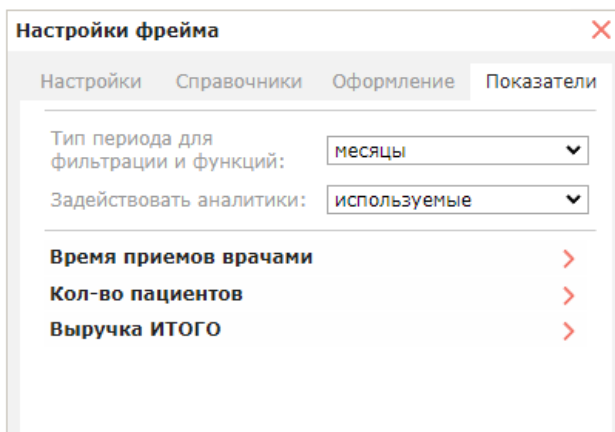 Настройки фрейма
Настройки Справочники Оформление Показатели
Тип периода для
фильтрации и функций:
месяцы
Задействовать аналитики:
используемые
Время приемов врачами
Кол-во пациентов
Выручка ИТОГО